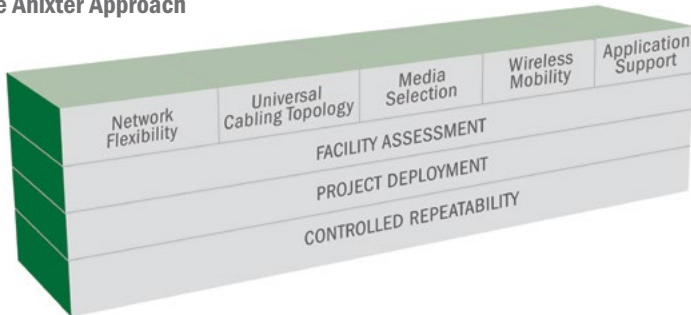 e Anixter Approach
Network
Flexibility
Universal
Cabling Topology
Media
Selection
Wireless
Mobility
Application
Support
FACILITY ASSESSMENT
PROJECT DEPLOYMENT
CONTROLLED REPEATABILITY